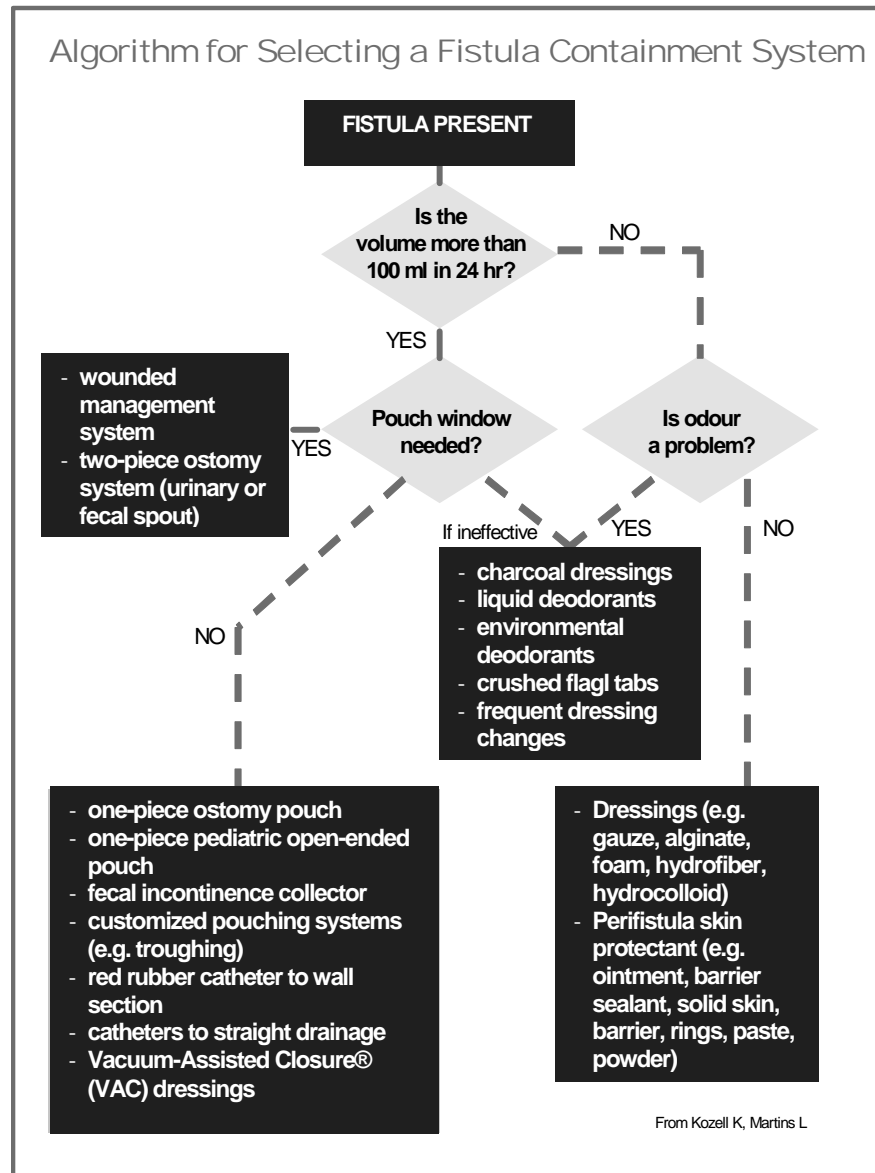 Algorithm for Selecting a Fistula Containment System
FISTULA PRESENT
Is the
volume more than
100 ml in 24 hr?
NO
YES
- wounded
management
system
- two-piece ostomy
system (urinary or
fecal spout)
YES
Pouch window
needed?
Is odour
a problem?
If ineffective
YES
NO
NO
- charcoal dressings
- liquid deodorants
- environmental
deodorants
- crushed flagl tabs
- frequent dressing
changes
- one-piece ostomy pouch
- one-piece pediatric open-ended
pouch
- fecal incontinence collector
- customized pouching systems
(e.g. troughing)
- red rubber catheter to wall
section
- catheters to straight drainage
- Vacuum-Assisted Closure®
(VAC) dressings
- Dressings (e.g.
gauze, alginate,
foam, hydrofiber,
hydrocolloid)
- Perifistula skin
protectant (e.g.
ointment, barrier
sealant, solid skin,
barrier, rings, paste,
powder)
From Kozell K, Martins L